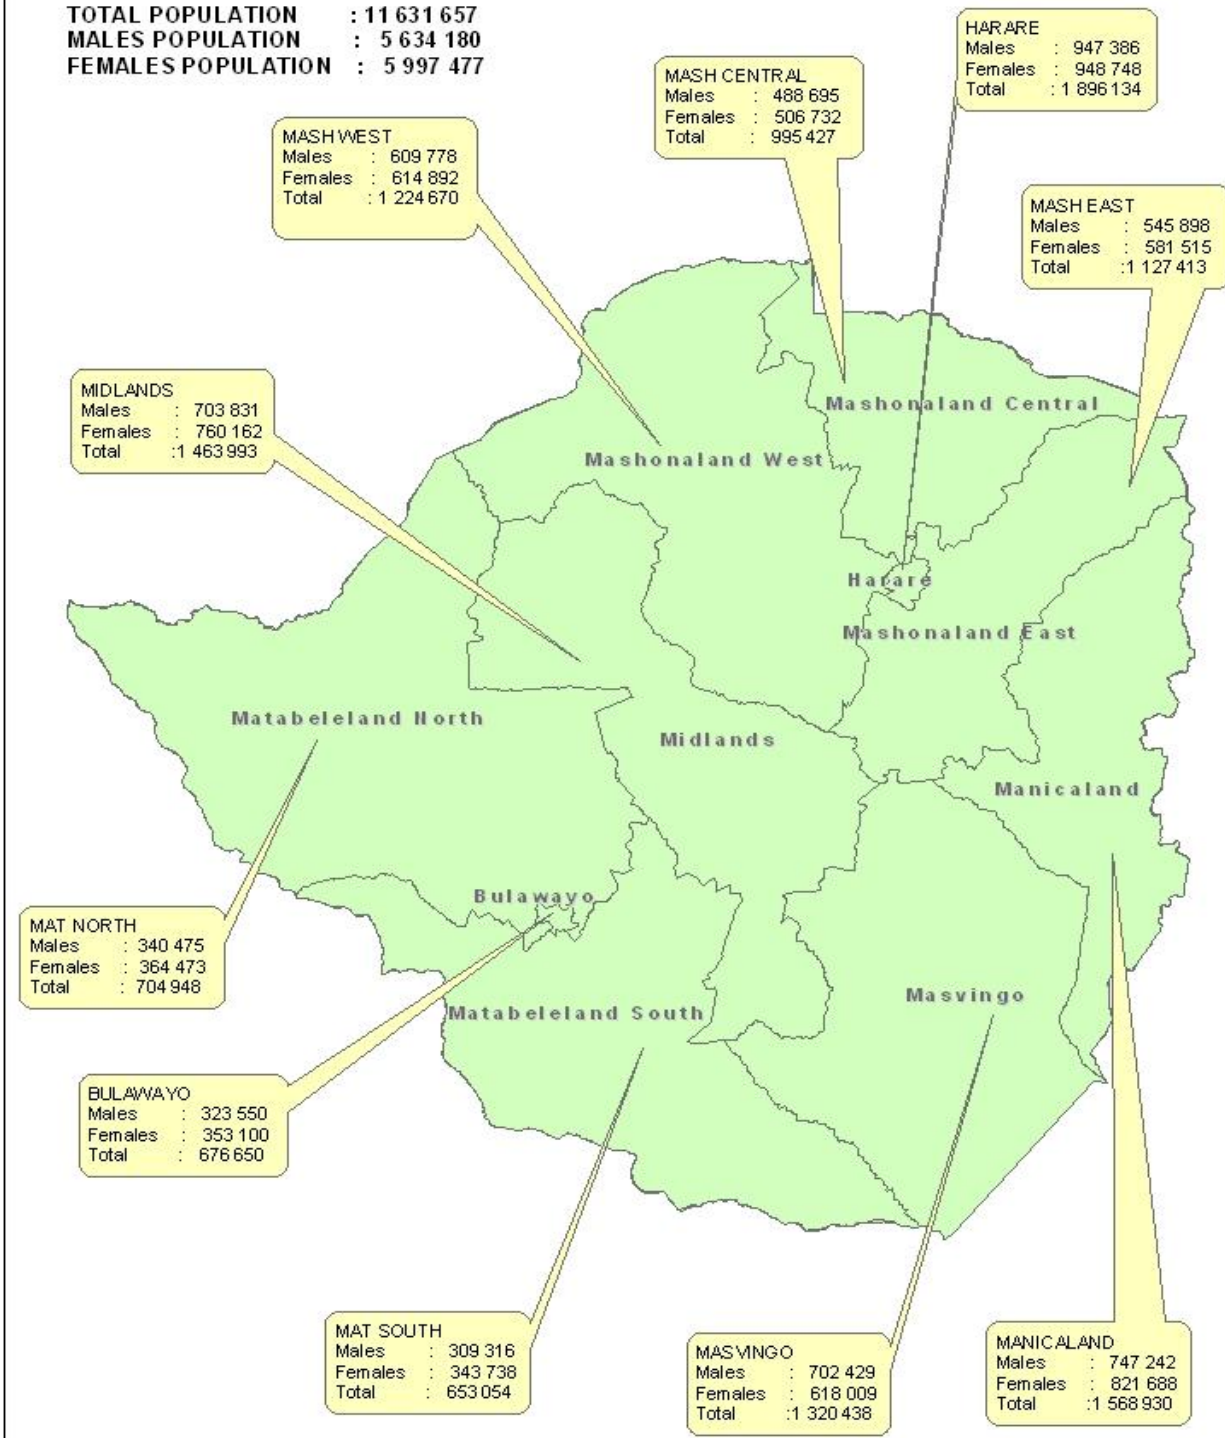 TOTAL POPULATION : 11 631 657
MALES POPULATION : 5 634 180
FEMALES POPULATION : 5 997 477
HARARE
Males : 947 386
Females : 948 748
Total : 1 896 134
MASH CENTRAL
Males : 488 695
Females : 506 732
Total : 995 427
MASH WEST
Males : 609 778
Females : 614 892
Total : 1 224 670
MASH EAST
Males : 545 898
Females : 581 515
Total :1 127 413
MIDLANDS
Males : 703 831
Females : 760 162
Total :1 463 993
Mashonaland Central
Mashonaland West
Harare
Mashonaland East
Matabeleland North
Midlands
Manicaland
Bulawayo
MAT NORTH
Males : 340 475
Females : 364 473
Total : 704 948
Masvingo
Matabeleland South
BULAWAYO
Males : 323 550
Females : 353 100
Total : 676 650
MAT SOUTH
Males : 309 316
Females : 343 738
Total : 653 054
MASVINGO
Males : 702 429
Females : 618 009
Total :1 320 438
MANICALAND
Males : 747 242
Females : 821 688
Total :1 568 930